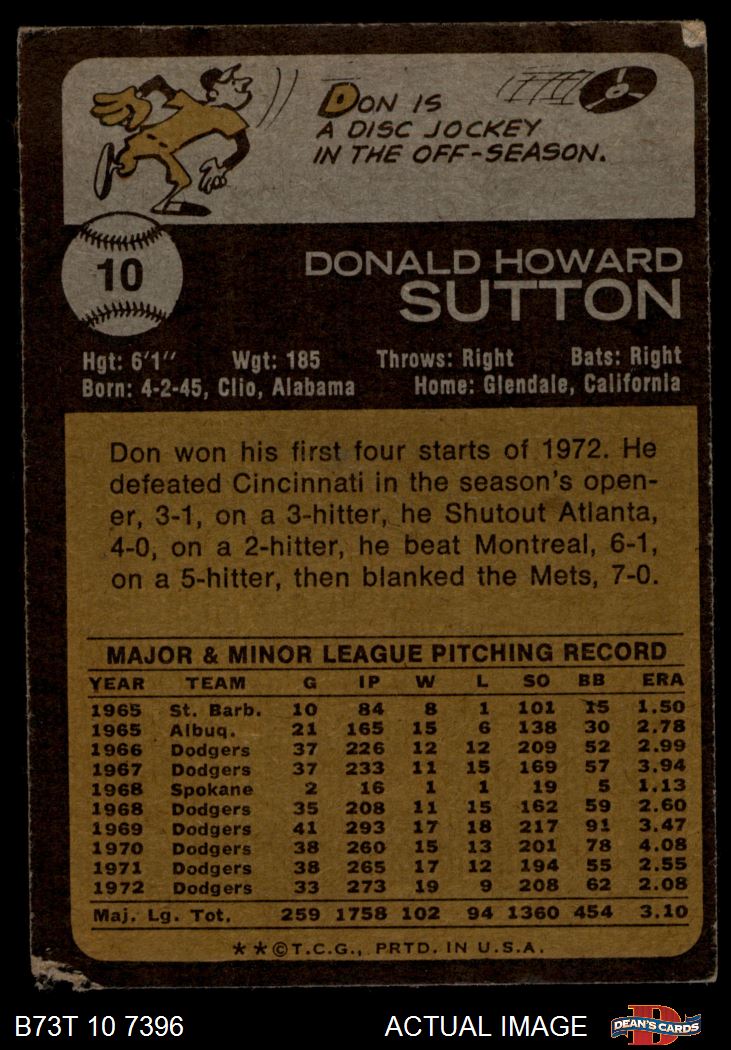 DON IS
A DISC JOCKEY
IN THE OFF-SEASON.
10
DONALD HOWARD
SUTTON
Hgt: 6'1" Wgt: 185 Throws: Right Bats: Right
Born: 4-2-45, Clio, Alabama Home: Glendale, California
Don won his first four starts of 1972. He
defeated Cincinnati in the season's open-
er, 3-1, on a 3-hitter, he Shutout Atlanta,
4-0, on a 2-hitter, he beat Montreal, 6-1,
on a 5-hitter, then blanked the Mets, 7-0.
MAJOR & MINOR LEAGUE PITCHING RECORD
YEAR TEAM G IP W L SO BB ERA
1965 St. Barb. 10 84 8 1 101 15 1.50
1965 Albuq. 21 165 15 6 138 30 2.78
1966 Dodgers 37 226 12 12 209 52 2.99
1967 Dodgers 37 233 11 15 169 57 3.94
1968 Spokane 2 16 1 1 19 5 1.13
1968 Dodgers 35 208 11 15 162 59 2.60
1969 Dodgers 41 293 17 18 217 91 3.47
1970 Dodgers 38 260 15 13 201 78 4.08
1971 Dodgers 38 265 17 12 194 55 2.55
1972 Dodgers 33 273 19 9 208 62 2.08
Maj. Lg. Tot. 259 1758 102 94 1360 454 3.10
**©T.C.G., PRTD. IN U.S.A.
B73T 10 7396 ACTUAL IMAGE D DEAN'S CARDS